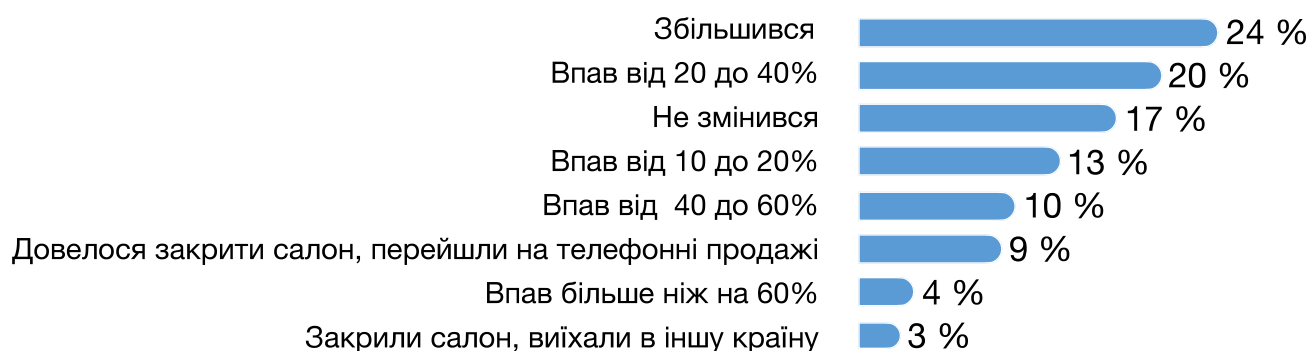 Збільшився 24 %
Впав від 20 до 40% 20 %
Не змінився 17 %
Впав від 10 до 20% 13 %
Впав від 40 до 60% 10 %
Довелося закрити салон, перейшли на телефонні продажі 9 %
Впав більше ніж на 60% 4 %
Закрили салон, виїхали в іншу країну 3 %